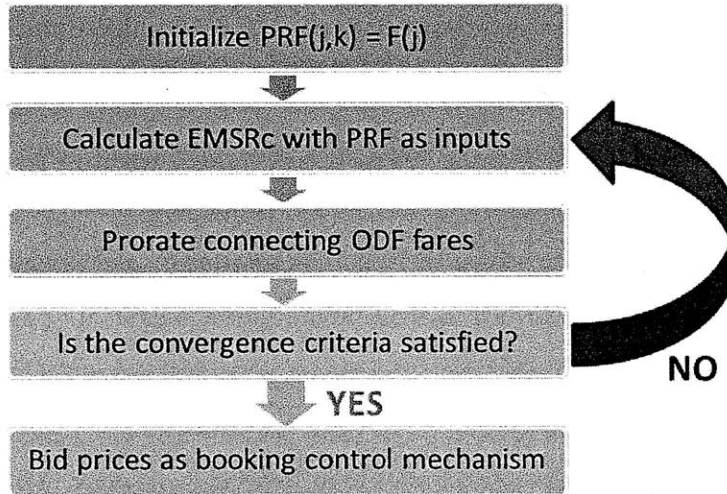 Initialize PRF(j,k) = F(j)
Calculate EMSRc with PRF as inputs
Prorate connecting ODF fares
Is the convergence criteria satisfied?
NO
YES
Bid prices as booking control mechanism